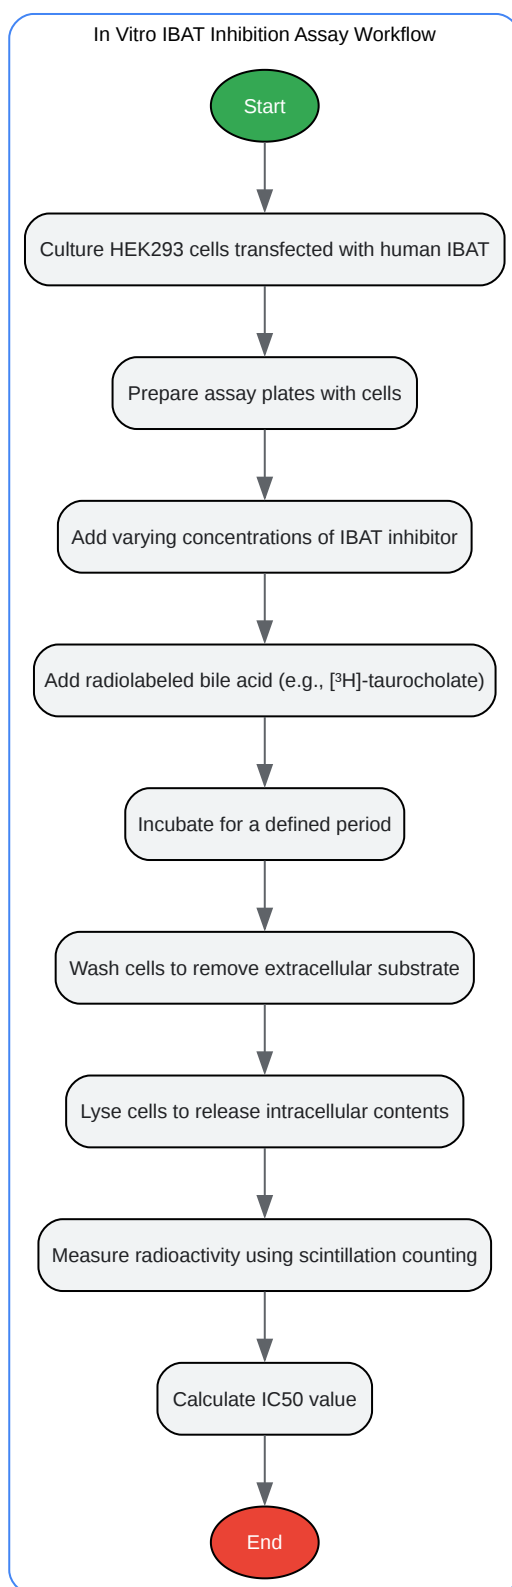 In Vitro IBAT Inhibition Assay Workflow
Start
Culture HEK293 cells transfected with human IBAT
Prepare assay plates with cells
Add varying concentrations of IBAT inhibitor
Add radiolabeled bile acid (e.g., [³H]-taurocholate)
Incubate for a defined period
Wash cells to remove extracellular substrate
Lyse cells to release intracellular contents
Measure radioactivity using scintillation counting
Calculate IC50 value
End